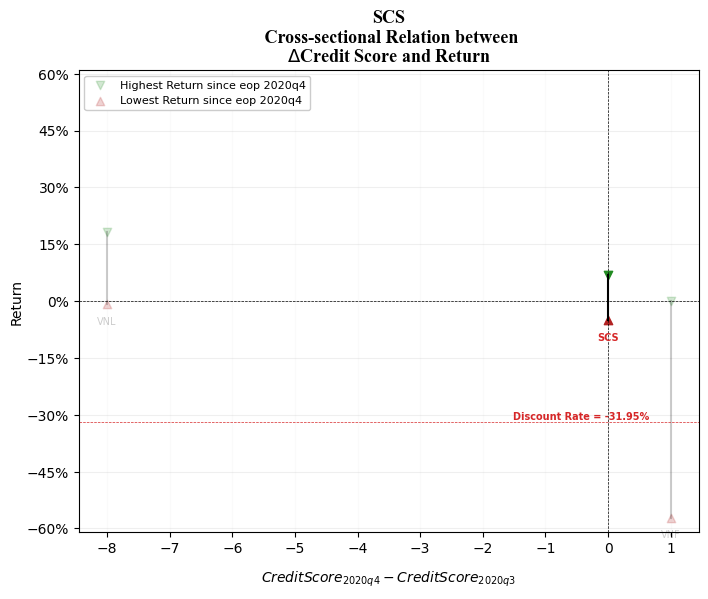 SCS
Cross-sectional Relation between
ΔCredit Score and Return
Highest Return since eop 2020q4
Lowest Return since eop 2020q4
60%
45%
30%
15%
0%
−15%
−30%
−45%
−60%
Return
VNL
SCS
Discount Rate = -31.95%
VNF
−8
−7
−6
−5
−4
−3
−2
−1
0
1
CreditScore2020q4 − CreditScore2020q3